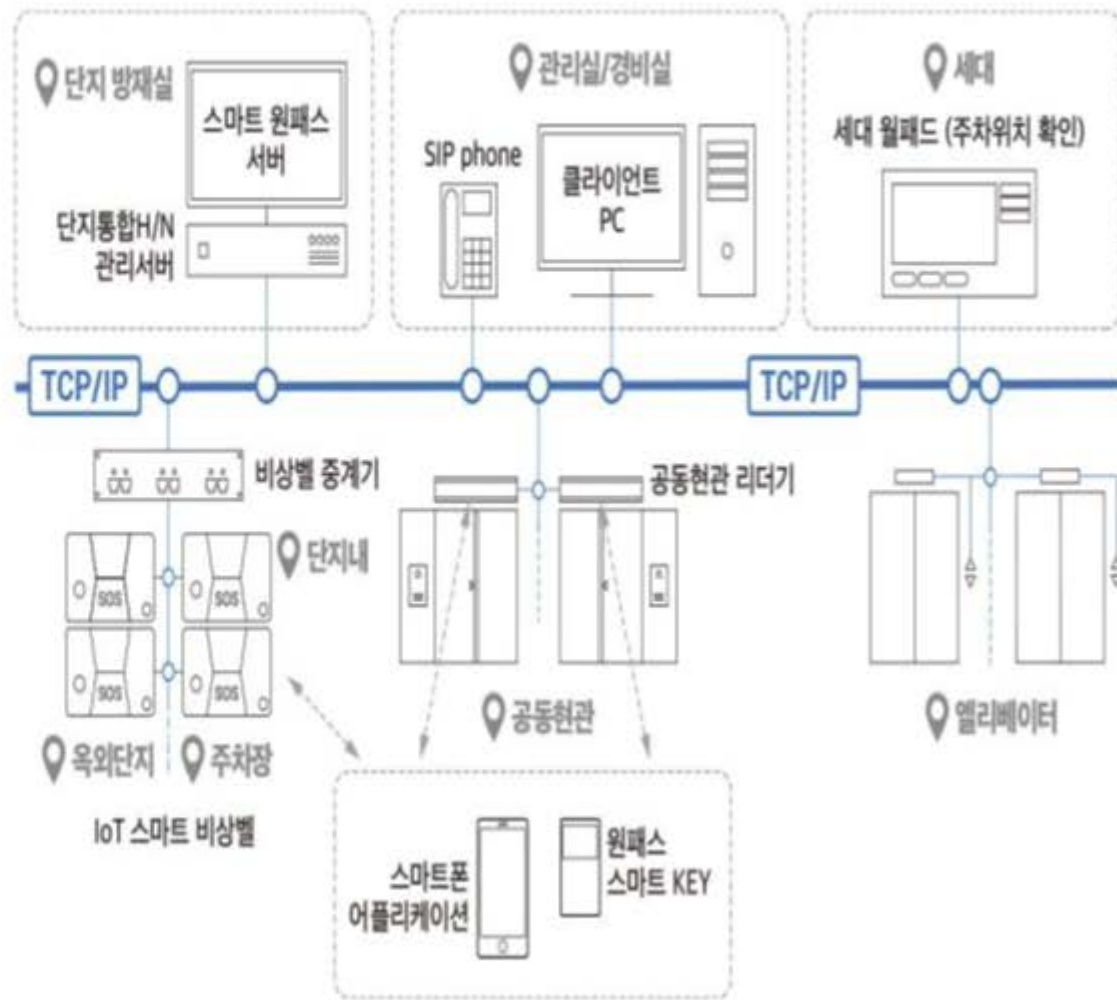 단지 방재실
스마트 원패스
서버
단지통합H/N
관리서버
관리실/경비실
SIP phone
클라이언트
PC
세대
세대 월패드 (주차위치 확인)
TCP/IP
TCP/IP
비상벨 중계기
단지내
SOS
SOS
SOS
SOS
옥외단지
주차장
IoT 스마트 비상벨
공동현관 리더기
공동현관
엘리베이터
스마트폰
어플리케이션
원패스
스마트 KEY